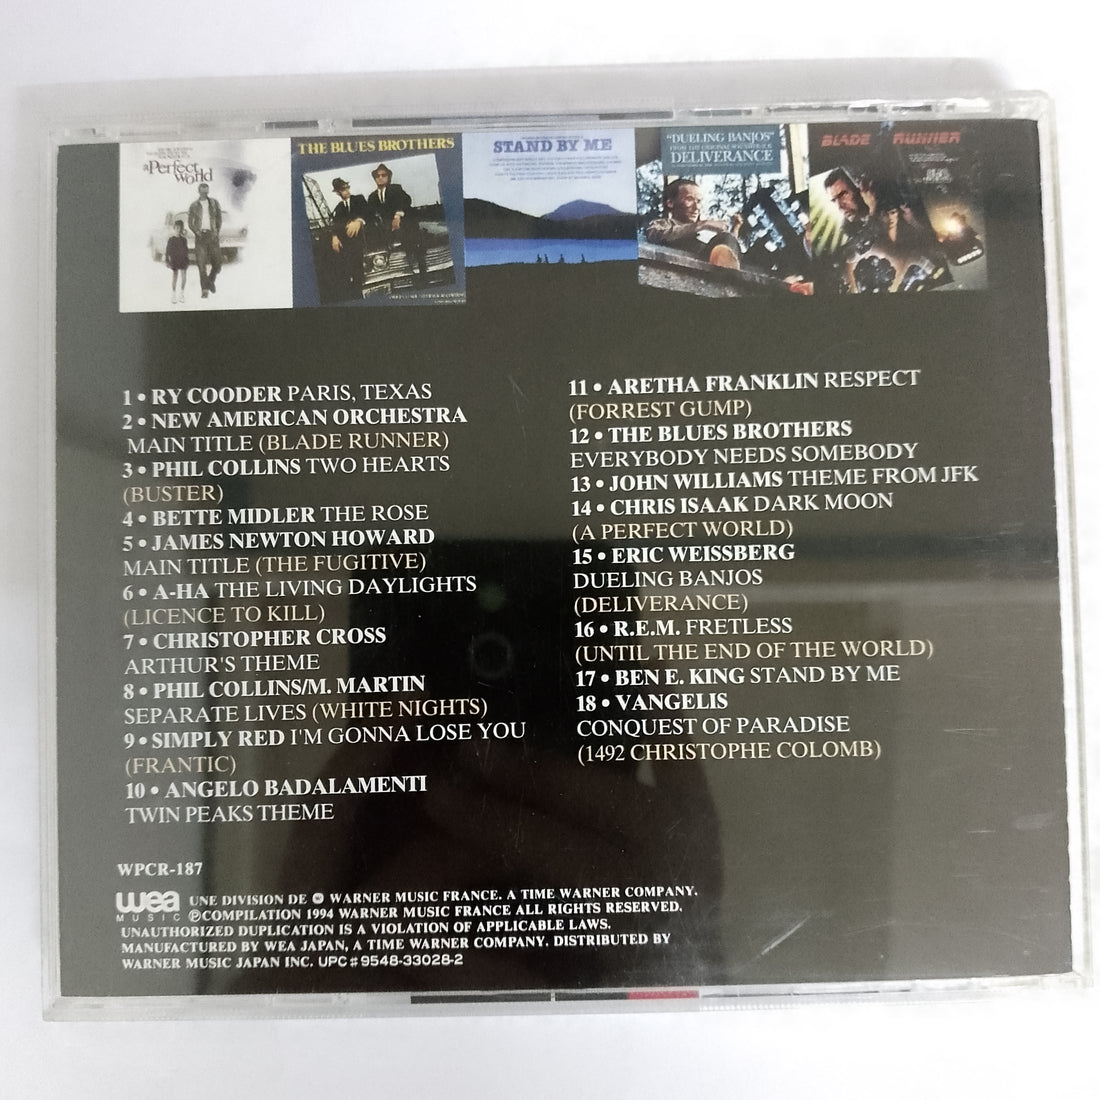 a Perfect
world
THE BLUES BROTHERS
STAND BY ME
"DUELING BANJOS"
FROM THE ORIGINAL SOUNDTRACK
DELIVERANCE
BLADE RUNNER
1 • RY COODER PARIS, TEXAS
2 • NEW AMERICAN ORCHESTRA
MAIN TITLE (BLADE RUNNER)
3 • PHIL COLLINS TWO HEARTS
(BUSTER)
4 • BETTE MIDLER THE ROSE
5 • JAMES NEWTON HOWARD
MAIN TITLE (THE FUGITIVE)
6 • A-HA THE LIVING DAYLIGHTS
(LICENCE TO KILL)
7 • CHRISTOPHER CROSS
ARTHUR'S THEME
8 • PHIL COLLINS/M. MARTIN
SEPARATE LIVES (WHITE NIGHTS)
9 • SIMPLY RED I'M GONNA LOSE YOU
(FRANTIC)
10 • ANGELO BADALAMENTI
TWIN PEAKS THEME
11 • ARETHA FRANKLIN RESPECT
(FORREST GUMP)
12 • THE BLUES BROTHERS
EVERYBODY NEEDS SOMEBODY
13 • JOHN WILLIAMS THEME FROM JFK
14 • CHRIS ISAAK DARK MOON
(A PERFECT WORLD)
15 • ERIC WEISSBERG
DUELING BANJOS
(DELIVERANCE)
16 • R.E.M. FRETLESS
(UNTIL THE END OF THE WORLD)
17 • BEN E. KING STAND BY ME
18 • VANGELIS
CONQUEST OF PARADISE
(1492 CHRISTOPHE COLOMB)
WPCR-187
wea
MUSIC
UNE DIVISION DE WARNER MUSIC FRANCE. A TIME WARNER COMPANY.
℗COMPILATION 1994 WARNER MUSIC FRANCE ALL RIGHTS RESERVED.
UNAUTHORIZED DUPLICATION IS A VIOLATION OF APPLICABLE LAWS.
MANUFACTURED BY WEA JAPAN, A TIME WARNER COMPANY. DISTRIBUTED BY
WARNER MUSIC JAPAN INC. UPC#9548-33028-2